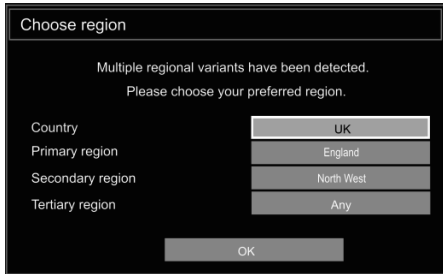 Choose region
Multiple regional variants have been detected.
Please choose your preferred region.
Country UK
Primary region England
Secondary region North West
Tertiary region Any
OK